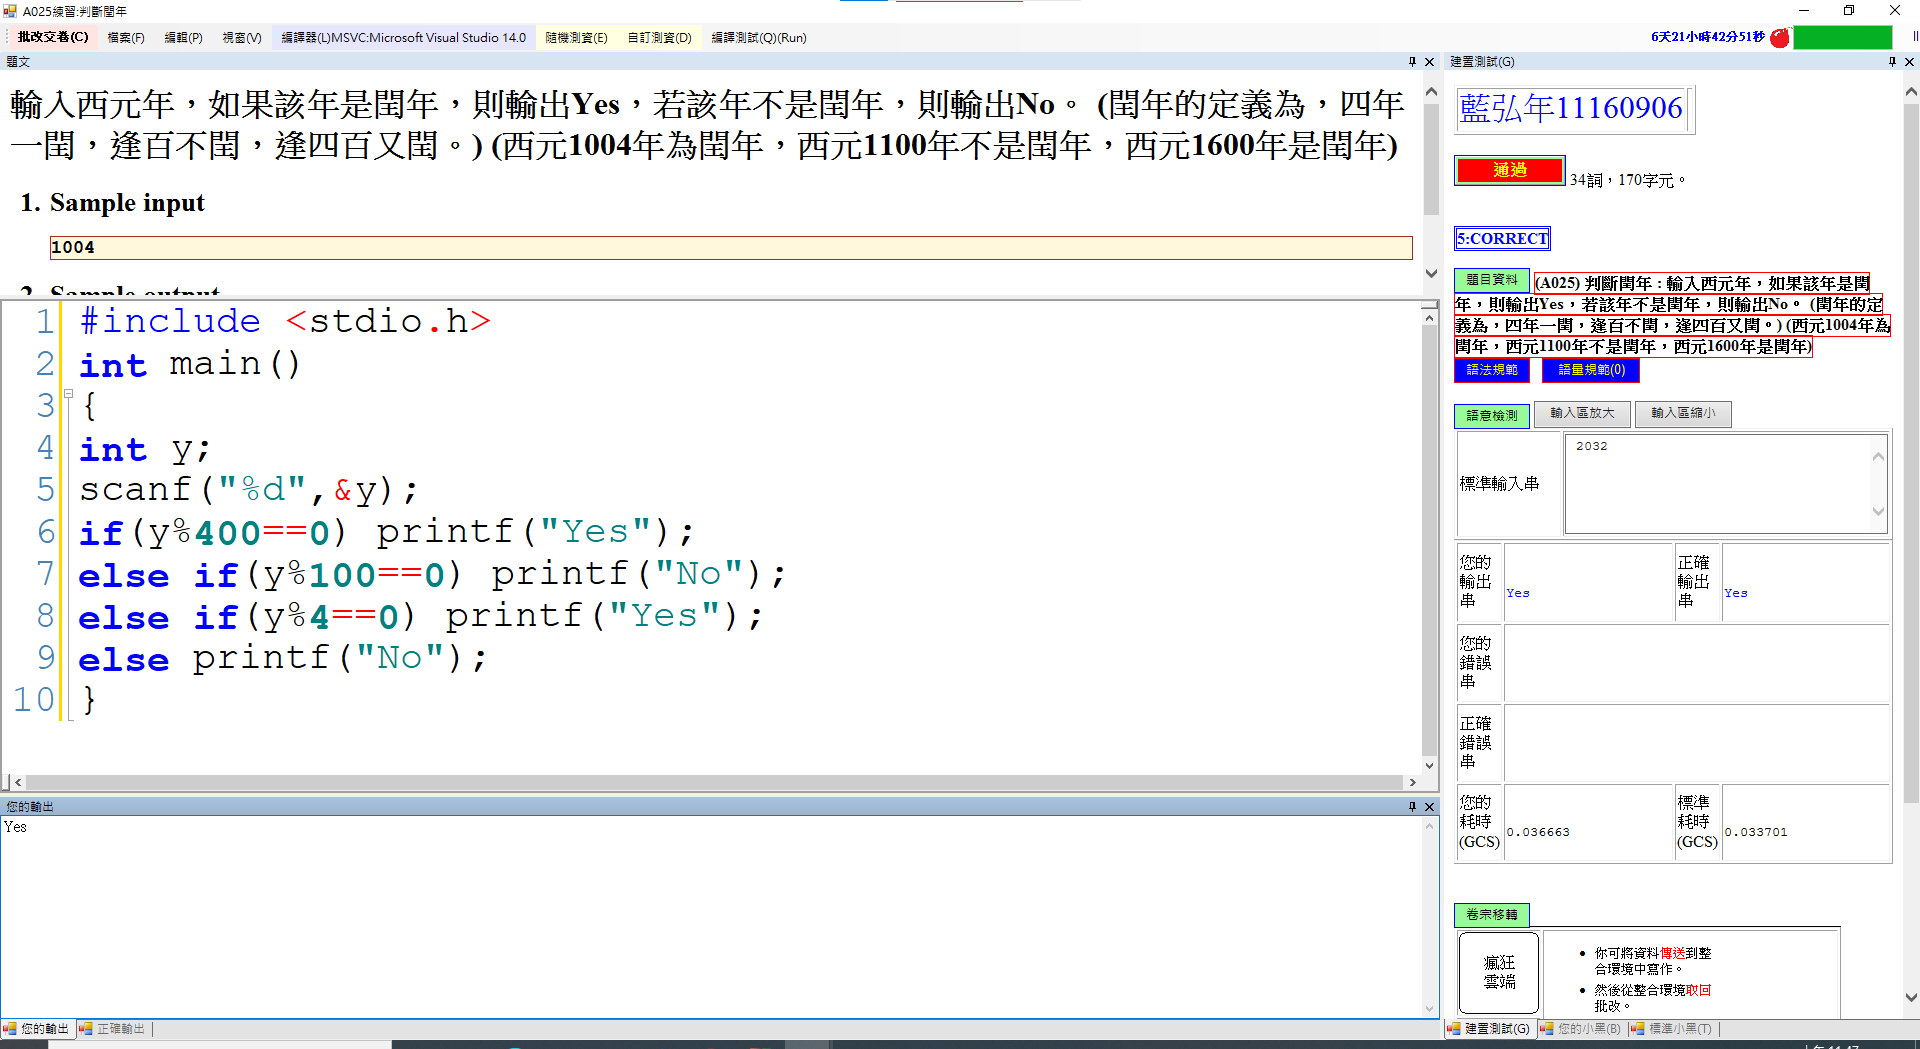 A025練習:判斷閏年
批改交卷(C) 檔案(F) 編輯(P) 視窗(V) 編譯器(L)MSVC:Microsoft Visual Studio 14.0 隨機測資(E) 自訂測資(D) 編譯測試(Q)(Run)
6天21小時42分51秒
題文
輸入西元年，如果該年是閏年，則輸出Yes，若該年不是閏年，則輸出No。 (閏年的定義為，四年
一閏，逢百不閏，逢四百又閏。) (西元1004年為閏年，西元1100年不是閏年，西元1600年是閏年)
1. Sample input
1004
2. Sample output
1 #include <stdio.h>
2 int main()
3 {
4 int y;
5 scanf("%d",&y);
6 if(y%400==0) printf("Yes");
7 else if(y%100==0) printf("No");
8 else if(y%4==0) printf("Yes");
9 else printf("No");
10 }
您的輸出
Yes
您的輸出 正確輸出
建置測試(G)
藍弘年11160906
通過 34詞，170字元。
5:CORRECT
題目資料 (A025) 判斷閏年 : 輸入西元年，如果該年是閏
年，則輸出Yes，若該年不是閏年，則輸出No。 (閏年的定
義為，四年一閏，逢百不閏，逢四百又閏。) (西元1004年為
閏年，西元1100年不是閏年，西元1600年是閏年)
語法規範 語量規範(0)
語意檢測 輸入區放大 輸入區縮小
標準輸入串 2032
您的輸出串 Yes 正確輸出串 Yes
您的錯誤串
正確錯誤串
您的耗時(GCS) 0.036663 標準耗時(GCS) 0.033701
卷宗移轉
瘋狂雲端
你可將資料傳送到整
合環境中寫作。
然後從整合環境取回
批改。
建置測試(G) 您的小黑(B) 標準小黑(T)